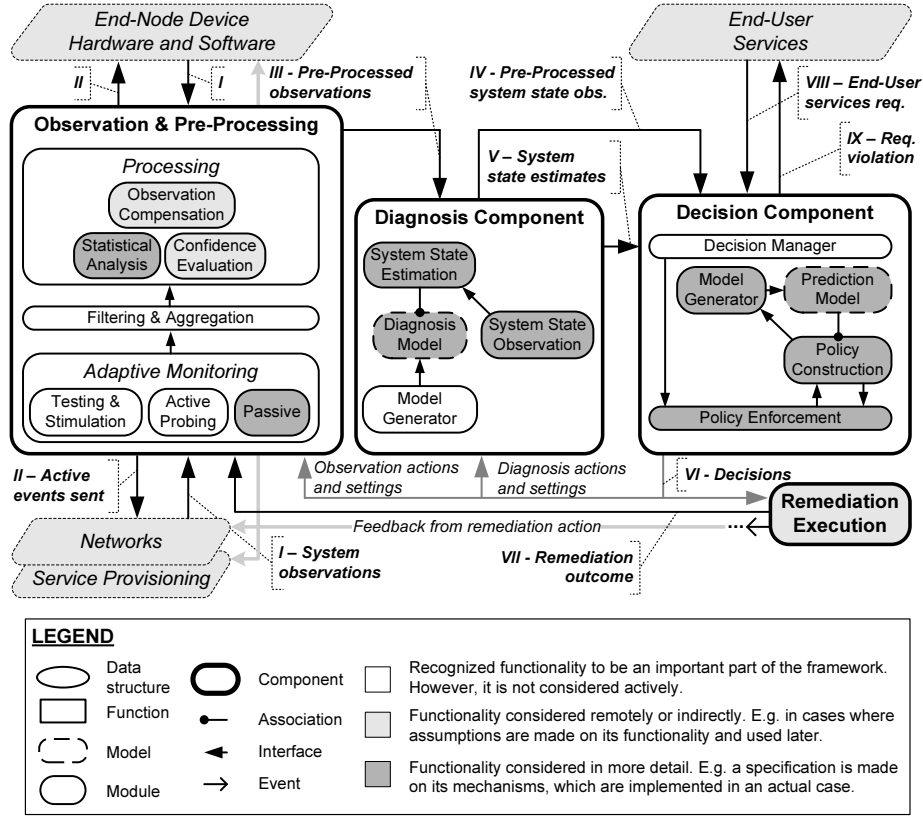 End-Node Device
Hardware and Software
End-User
Services
II
I
III - Pre-Processed
observations
IV - Pre-Processed
system state obs.
VIII – End-User
services req.
IX – Req.
violation
V – System
state estimates
Observation & Pre-Processing
Processing
Observation
Compensation
Statistical
Analysis
Confidence
Evaluation
Filtering & Aggregation
Adaptive Monitoring
Testing &
Stimulation
Active
Probing
Passive
Diagnosis Component
System State
Estimation
Diagnosis
Model
System State
Observation
Model
Generator
Decision Component
Decision Manager
Model
Generator
Prediction
Model
Policy
Construction
Policy Enforcement
II – Active
events sent
Observation actions
and settings
Diagnosis actions
and settings
VI - Decisions
Remediation
Execution
Networks
Service Provisioning
Feedback from remediation action
...
I – System
observations
VII - Remediation
outcome
LEGEND
Data
structure
Function
Model
Module
Component
Association
Interface
Event
Recognized functionality to be an important part of the framework.
However, it is not considered actively.
Functionality considered remotely or indirectly. E.g. in cases where
assumptions are made on its functionality and used later.
Functionality considered in more detail. E.g. a specification is made
on its mechanisms, which are implemented in an actual case.